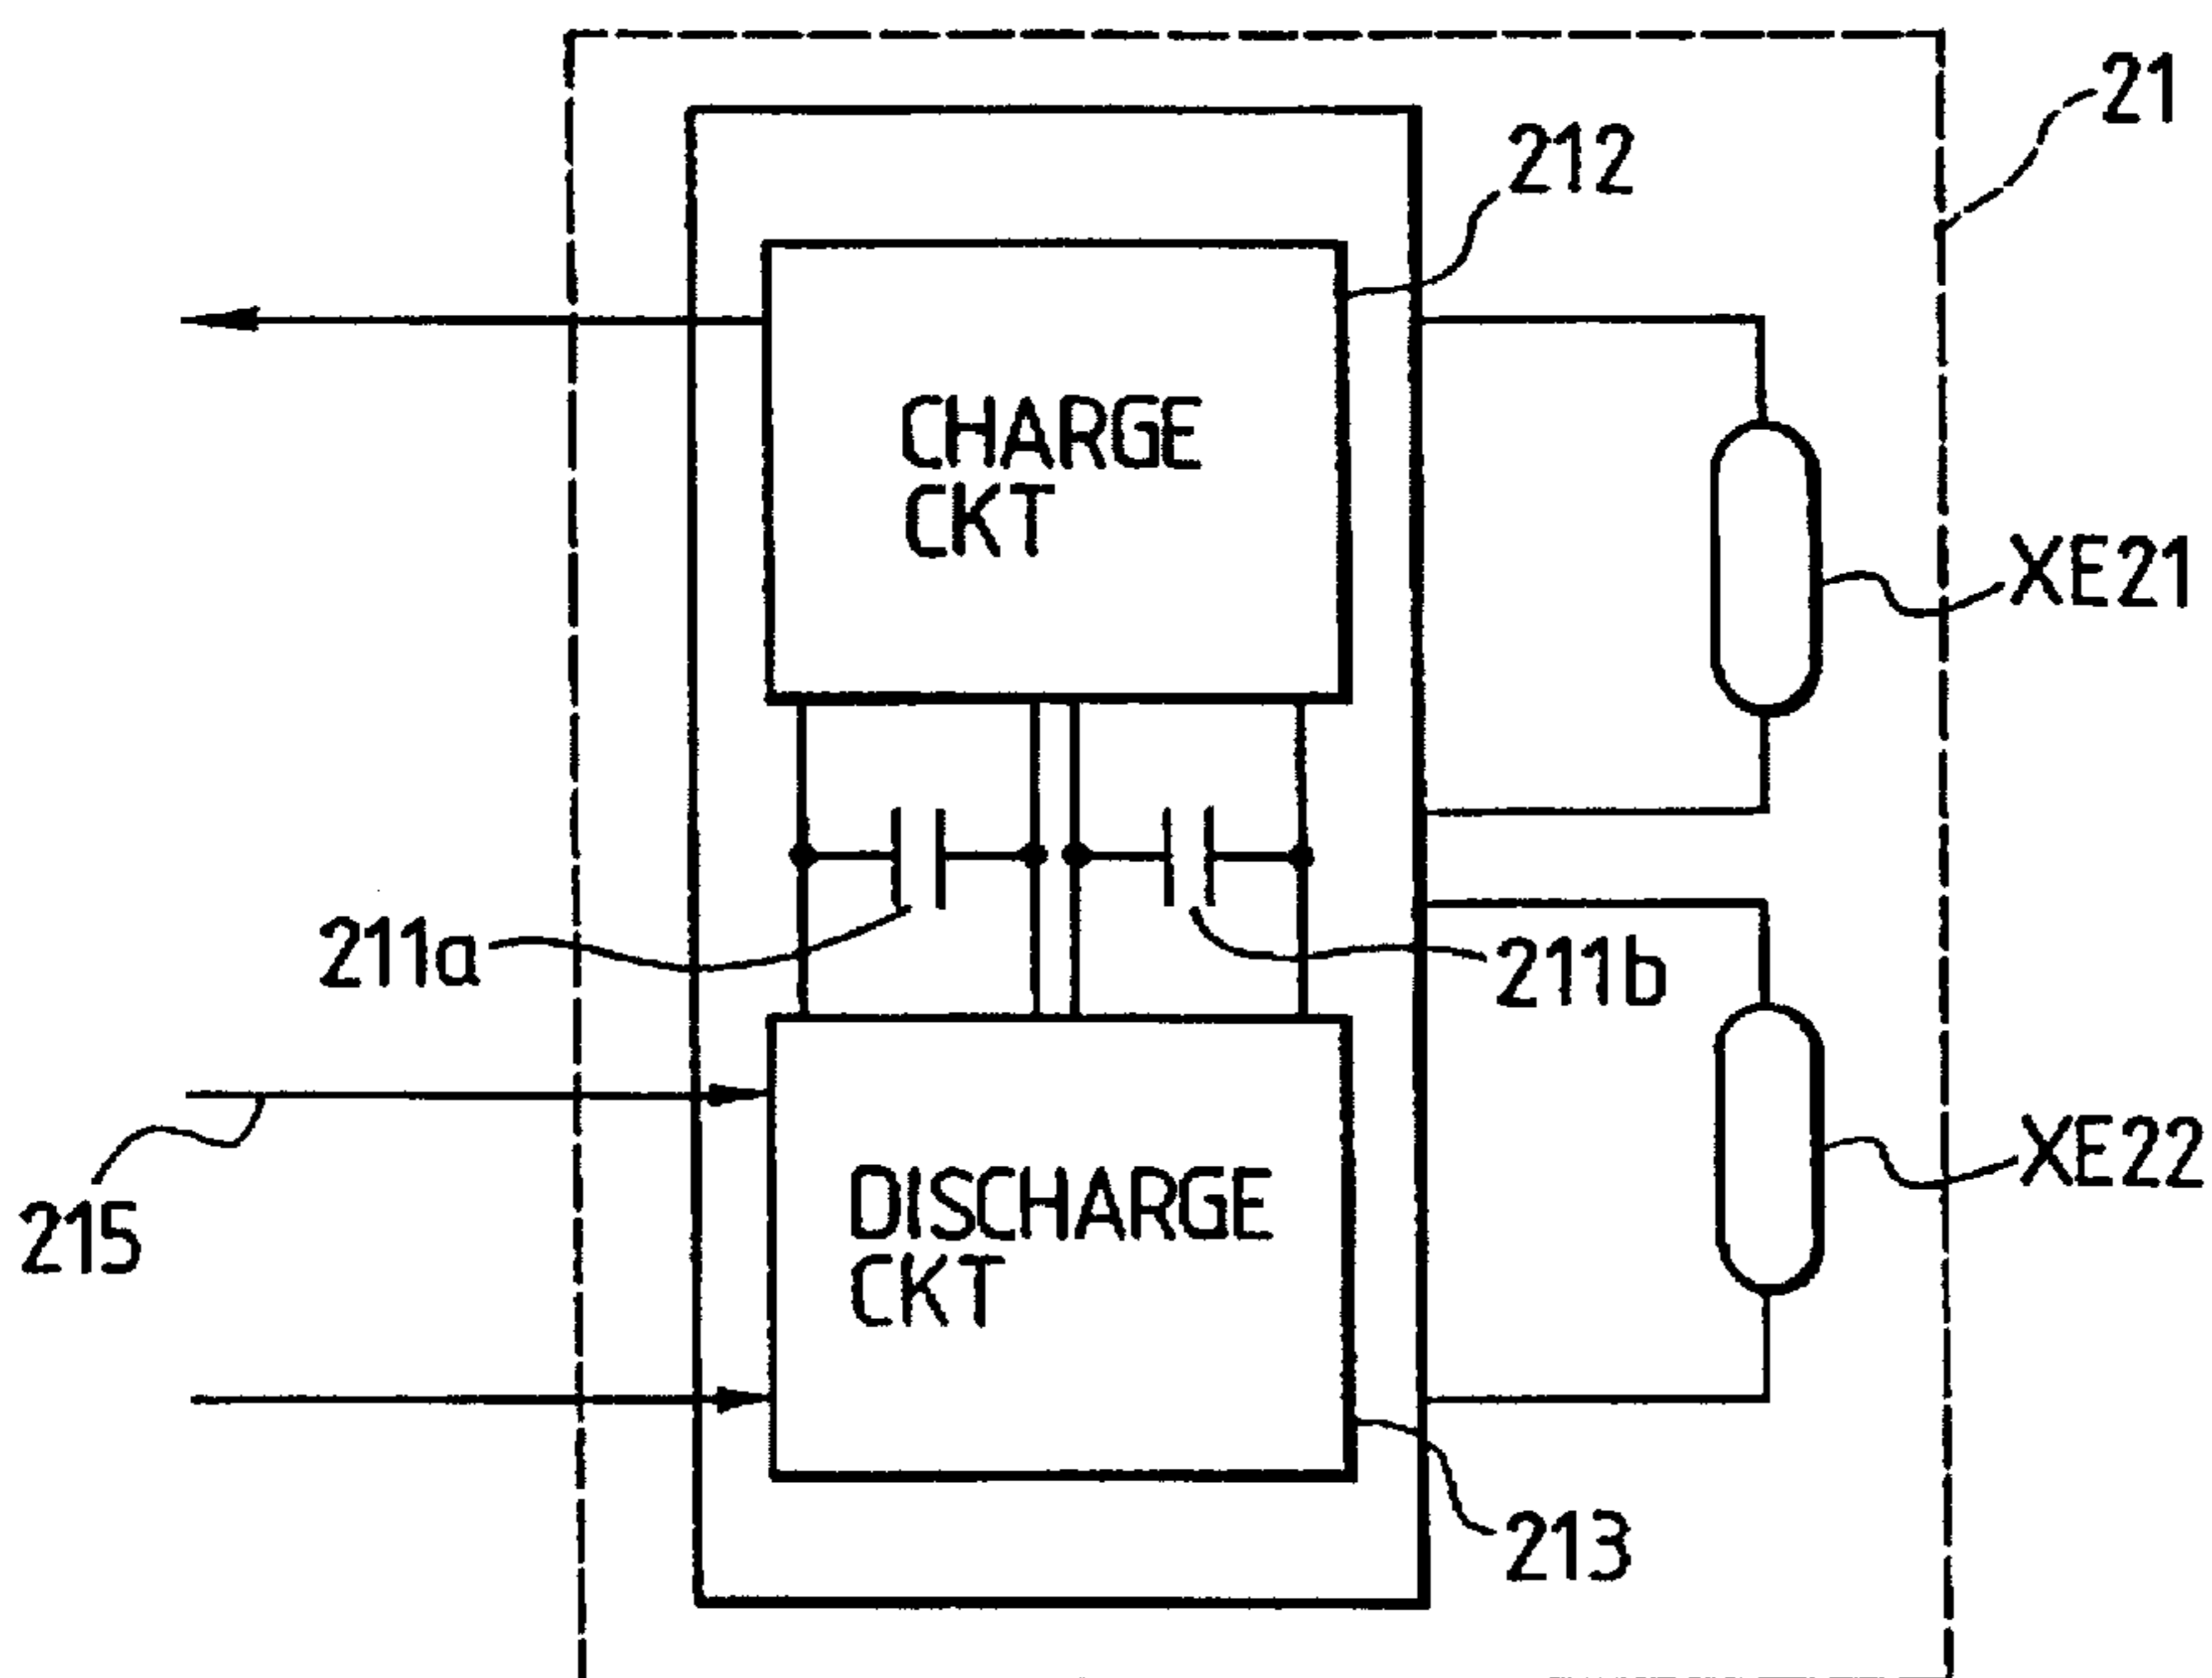 21
212
CHARGE
CKT
XE21
211a
211b
215
DISCHARGE
CKT
XE22
213